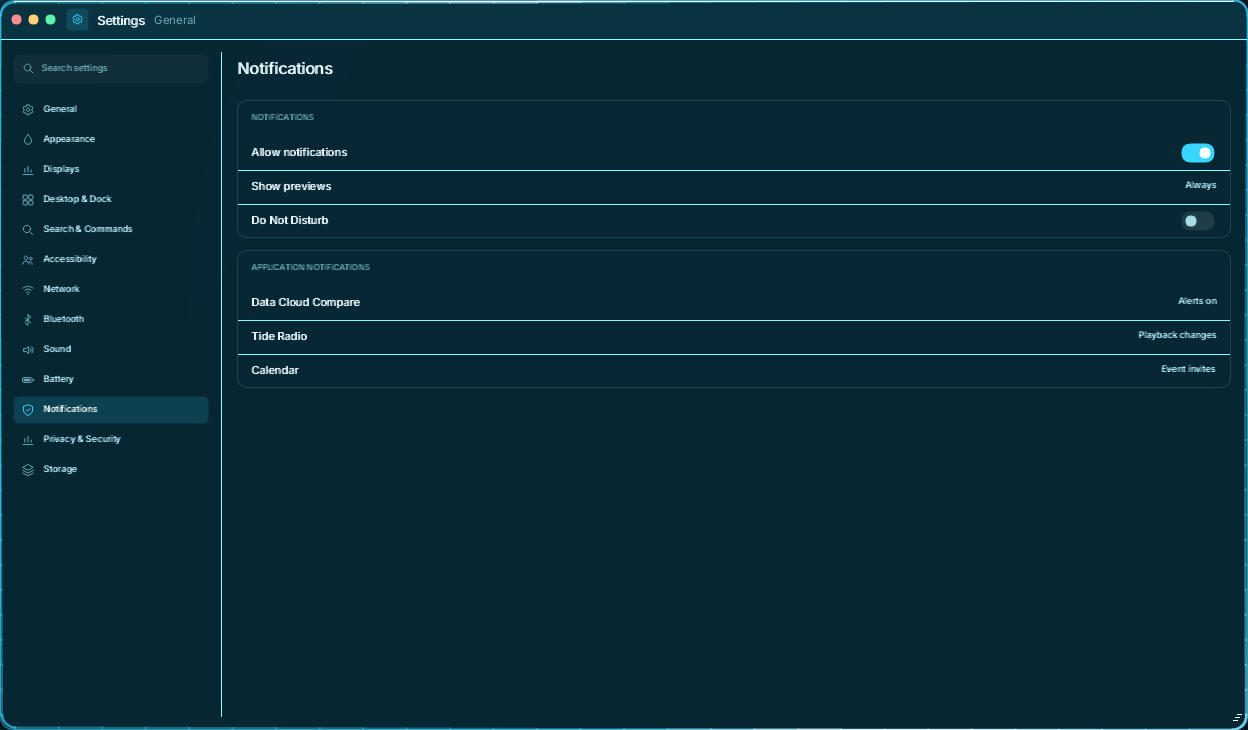 Settings General
Search settings
General
Appearance
Displays
Desktop & Dock
Search & Commands
Accessibility
Network
Bluetooth
Sound
Battery
Notifications
Privacy & Security
Storage
Notifications
NOTIFICATIONS
Allow notifications
Show previews Always
Do Not Disturb
APPLICATION NOTIFICATIONS
Data Cloud Compare Alerts on
Tide Radio Playback changes
Calendar Event invites